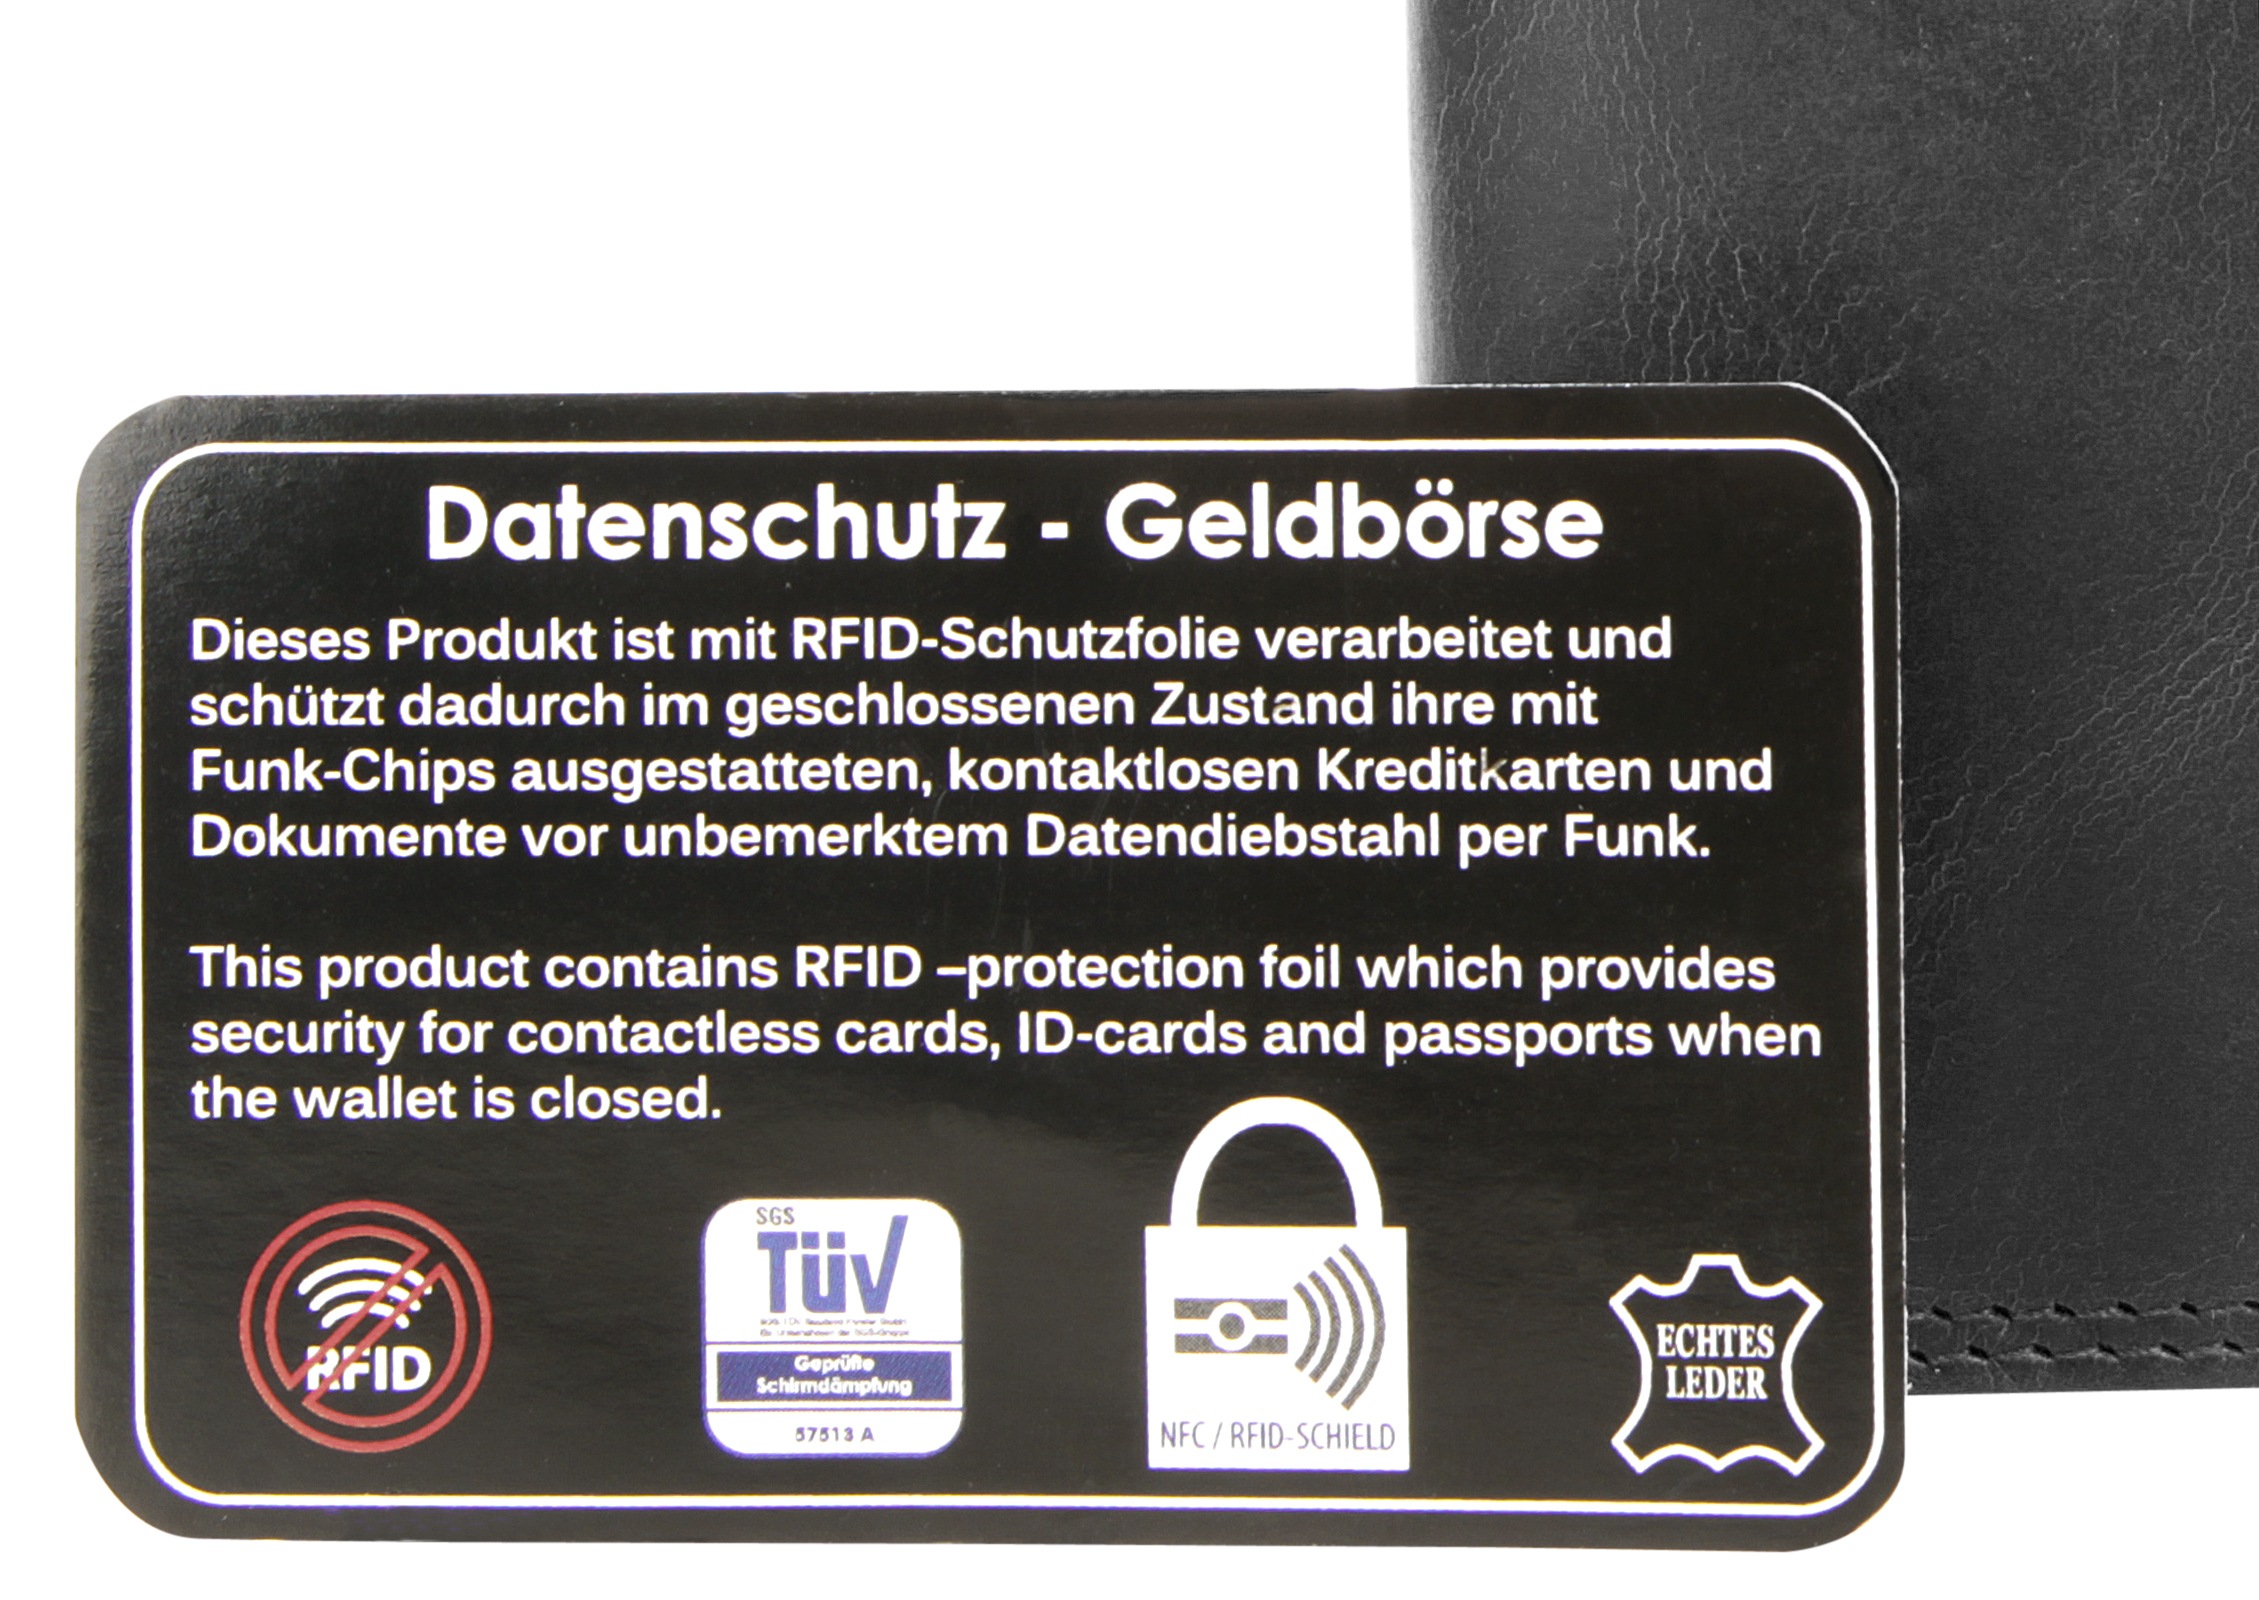 Datenschutz - Geldbörse
Dieses Produkt ist mit RFID-Schutzfolie verarbeitet und
schützt dadurch im geschlossenen Zustand ihre mit
Funk-Chips ausgestatteten, kontaktlosen Kreditkarten und
Dokumente vor unbemerktem Datendiebstahl per Funk.
This product contains RFID –protection foil which provides
security for contactless cards, ID-cards and passports when
the wallet is closed.
RFID
SGS
TÜV
Geprüfte
Schirmdämpfung
57513 A
NFC / RFID-SCHIELD
ECHTES
LEDER